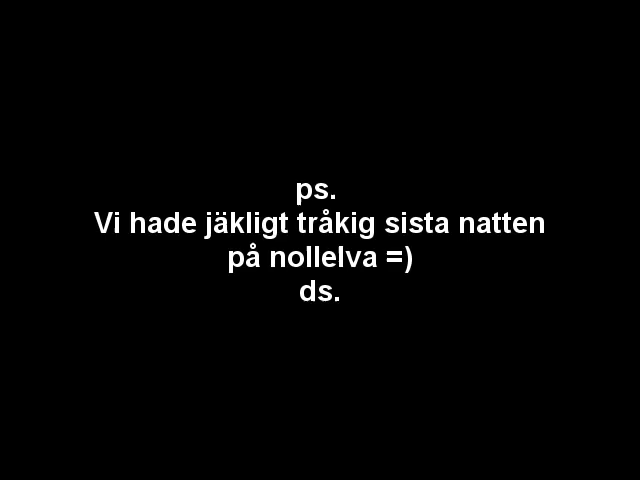 ps.
Vi hade jäkligt tråkig sista natten
på nollelva =)
ds.